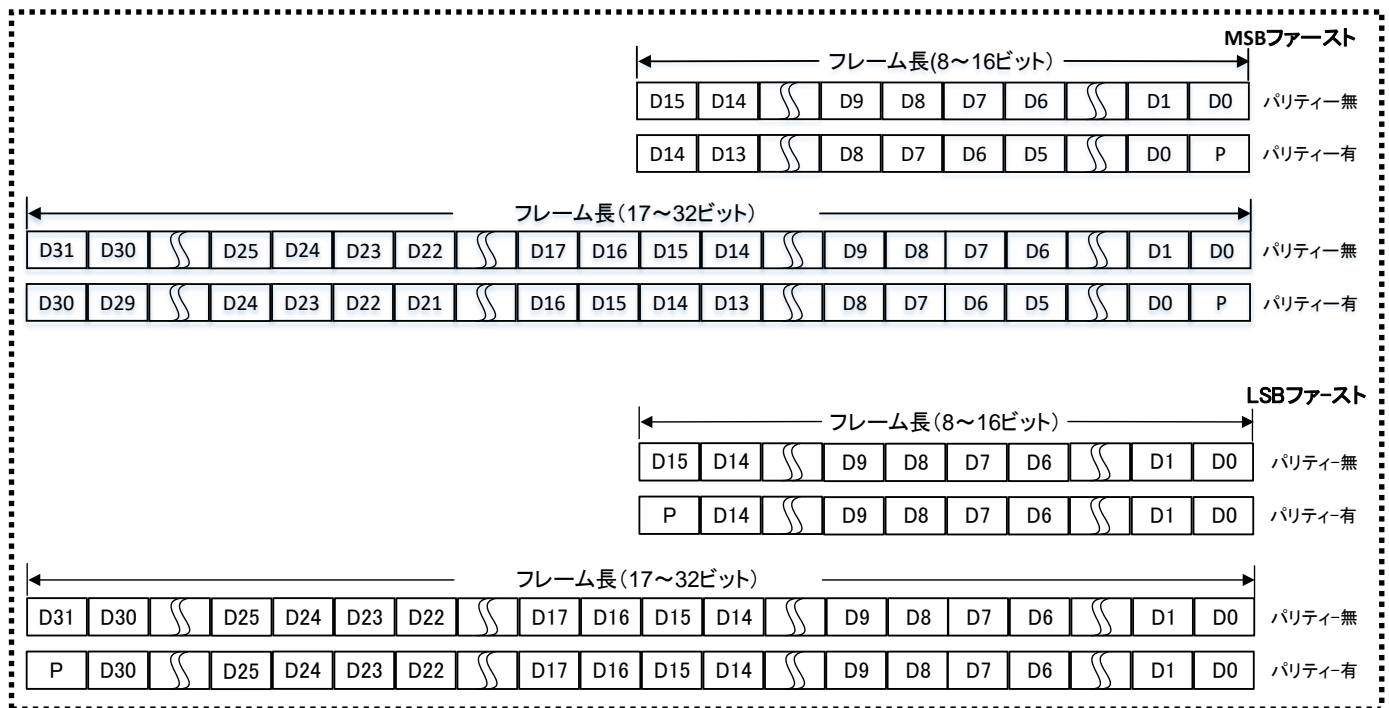 MSBファースト
フレーム長(8～16ビット)
D15 D14 D9 D8 D7 D6 D1 D0 パリティー無
D14 D13 D8 D7 D6 D5 D0 P パリティー有
フレーム長(17～32ビット)
D31 D30 D25 D24 D23 D22 D17 D16 D15 D14 D9 D8 D7 D6 D1 D0 パリティー無
D30 D29 D24 D23 D22 D21 D16 D15 D14 D13 D8 D7 D6 D5 D0 P パリティー有
LSBファースト
フレーム長(8～16ビット)
D15 D14 D9 D8 D7 D6 D1 D0 パリティー無
P D14 D9 D8 D7 D6 D1 D0 パリティー有
フレーム長(17～32ビット)
D31 D30 D25 D24 D23 D22 D17 D16 D15 D14 D9 D8 D7 D6 D1 D0 パリティー無
P D30 D25 D24 D23 D22 D17 D16 D15 D14 D9 D8 D7 D6 D1 D0 パリティー有